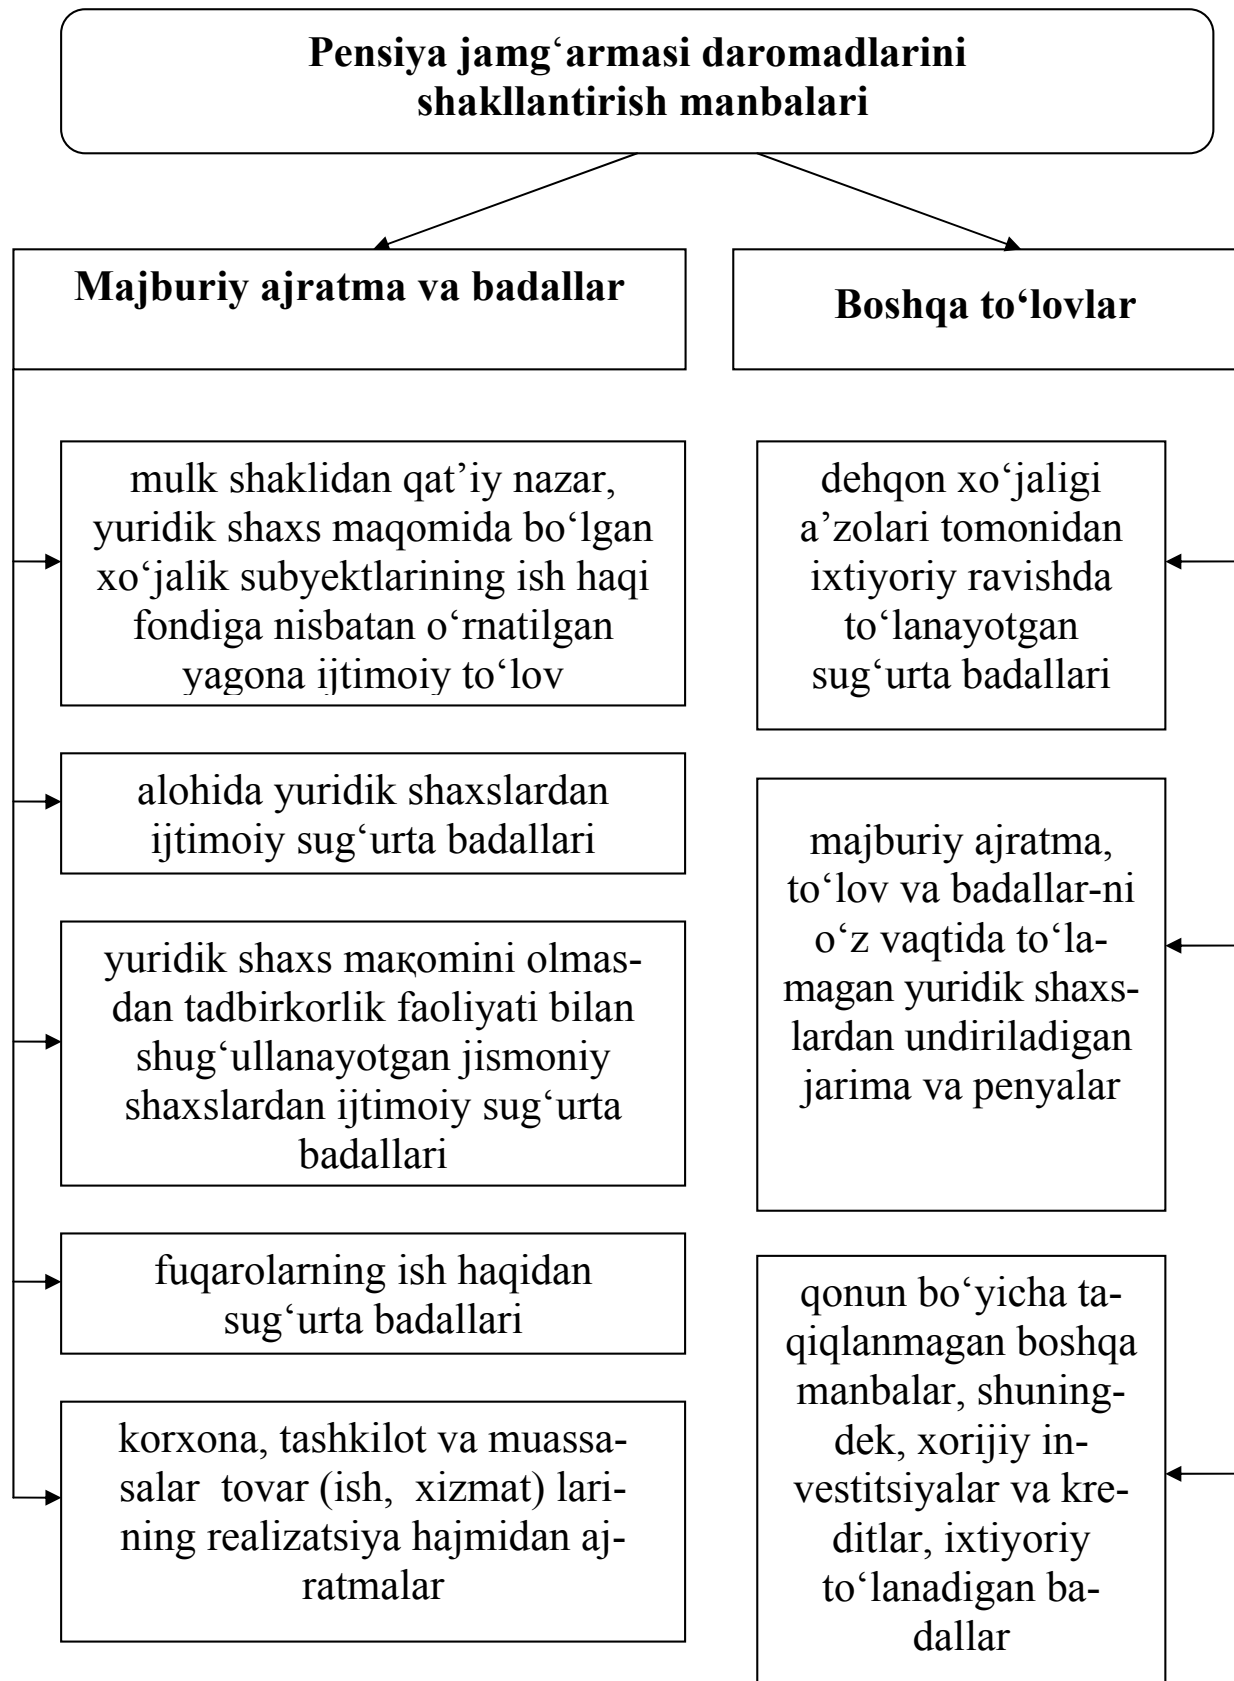 Pensiya jamg‘armasi daromadlarini
shakllantirish manbalari
Majburiy ajratma va badallar
Boshqa to‘lovlar
mulk shaklidan qat’iy nazar,
yuridik shaxs maqomida bo‘lgan
xo‘jalik subyektlarining ish haqi
fondiga nisbatan o‘rnatilgan
yagona ijtimoiy to‘lov
alohida yuridik shaxslardan
ijtimoiy sug‘urta badallari
yuridik shaxs maқomini olmas-
dan tadbirkorlik faoliyati bilan
shug‘ullanayotgan jismoniy
shaxslardan ijtimoiy sug‘urta
badallari
fuqarolarning ish haqidan
sug‘urta badallari
korxona, tashkilot va muassa-
salar tovar (ish, xizmat) lari-
ning realizatsiya hajmidan aj-
ratmalar
dehqon xo‘jaligi
a’zolari tomonidan
ixtiyoriy ravishda
to‘lanayotgan
sug‘urta badallari
majburiy ajratma,
to‘lov va badallar-ni
o‘z vaqtida to‘la-
magan yuridik shaxs-
lardan undiriladigan
jarima va penyalar
qonun bo‘yicha ta-
qiqlanmagan boshqa
manbalar, shuning-
dek, xorijiy in-
vestitsiyalar va kre-
ditlar, ixtiyoriy
to‘lanadigan ba-
dallar